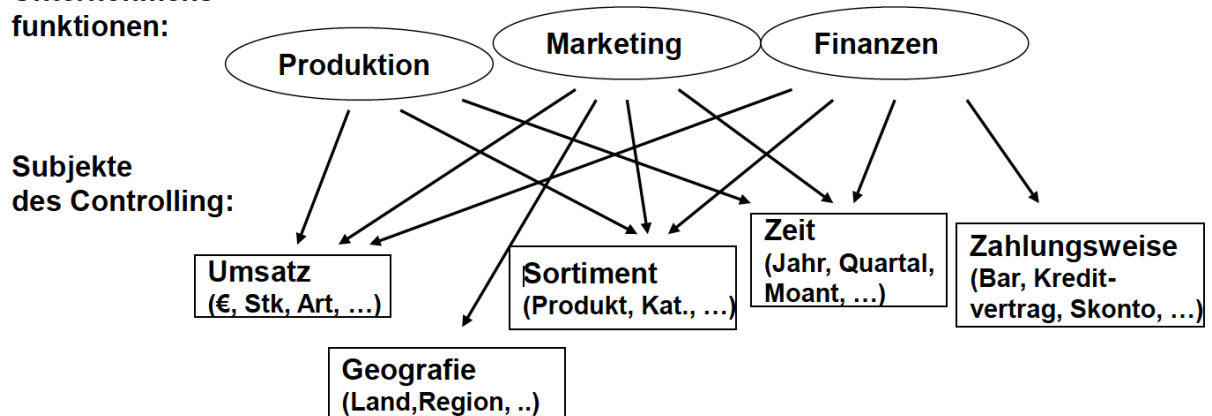 funktionen:
Produktion
Marketing
Finanzen
Subjekte
des Controlling:
Umsatz
(€, Stk, Art, …)
Geografie
(Land,Region, ..)
Sortiment
(Produkt, Kat., …)
Zeit
(Jahr, Quartal,
Moant, …)
Zahlungsweise
(Bar, Kredit-
vertrag, Skonto, …)